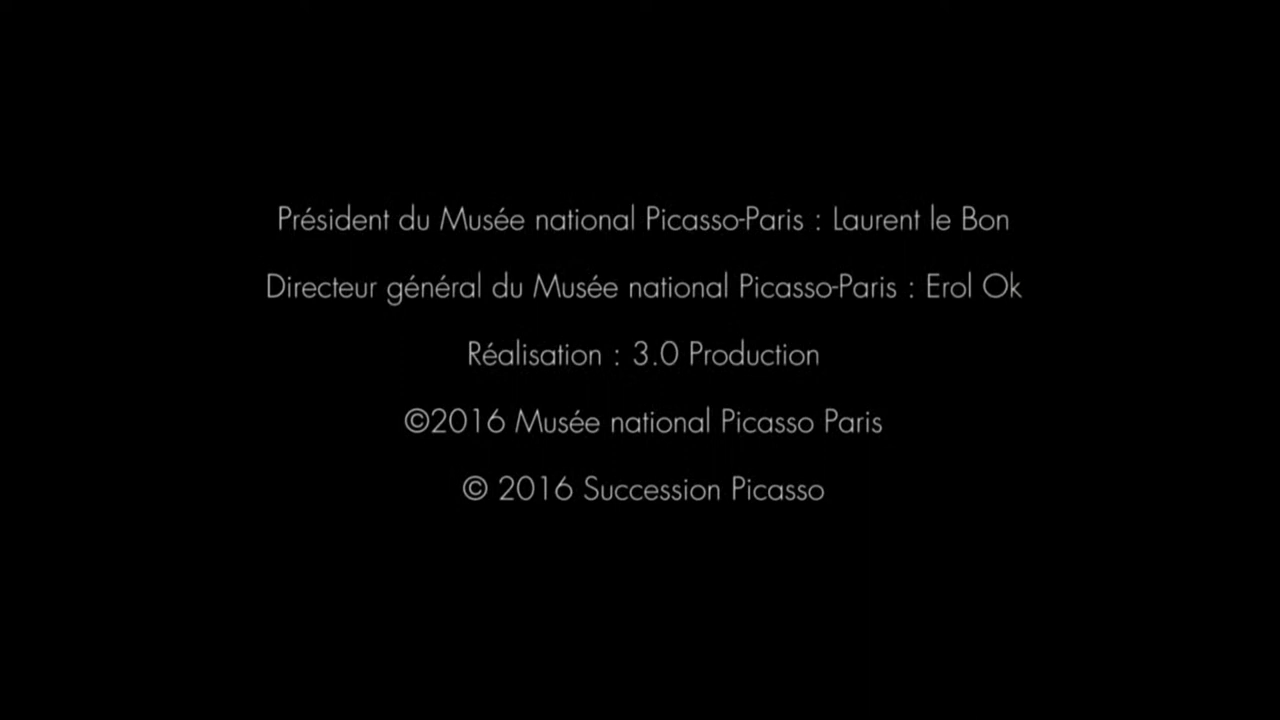 Président du Musée national Picasso-Paris : Laurent le Bon
Directeur général du Musée national Picasso-Paris : Erol Ok
Réalisation : 3.0 Production
©2016 Musée national Picasso Paris
© 2016 Succession Picasso